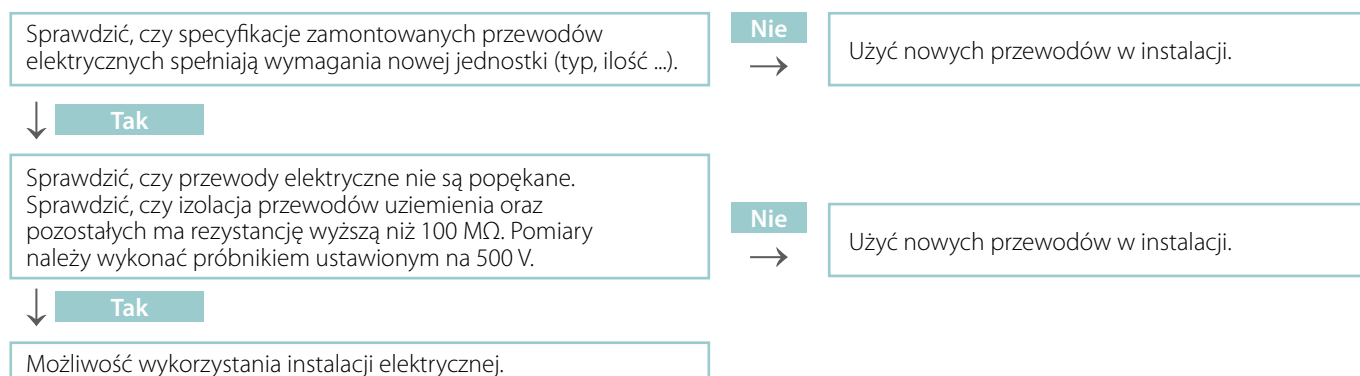 Sprawdzić, czy specyfikacje zamontowanych przewodów
elektrycznych spełniają wymagania nowej jednostki (typ, ilość ...).
Nie
→
Użyć nowych przewodów w instalacji.
↓ Tak
Sprawdzić, czy przewody elektryczne nie są popękane.
Sprawdzić, czy izolacja przewodów uziemienia oraz
pozostałych ma rezystancję wyższą niż 100 MΩ. Pomiary
należy wykonać próbnikiem ustawionym na 500 V.
Nie
→
Użyć nowych przewodów w instalacji.
↓ Tak
Możliwość wykorzystania instalacji elektrycznej.